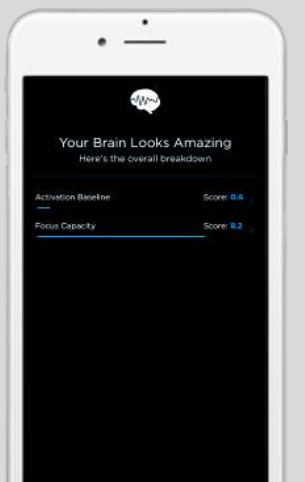 Your Brain Looks Amazing
Here's the overall breakdown
Activation Baseline Score: 0.6
Focus Capacity Score: 8.2